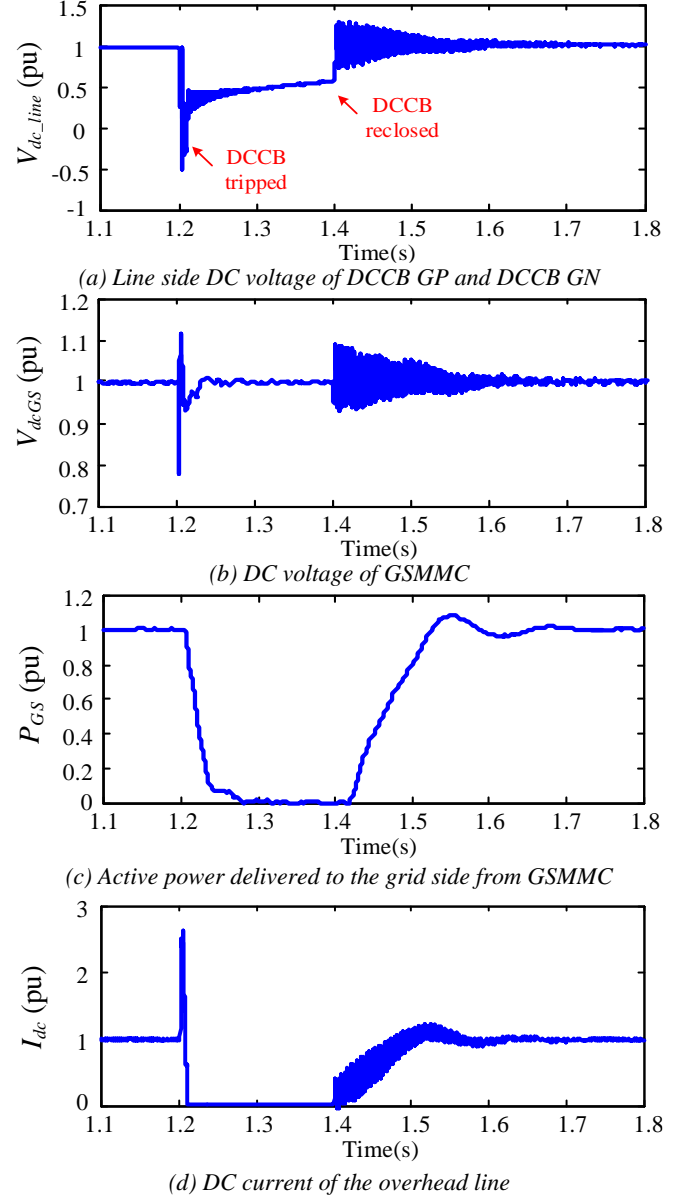 1.5
1
0.5
0
-0.5
-1
V_dc_line (pu)
DCCB
tripped
DCCB
reclosed
1.1 1.2 1.3 1.4 1.5 1.6 1.7 1.8
Time(s)
(a) Line side DC voltage of DCCB GP and DCCB GN
1.2
1.1
1
0.9
0.8
0.7
V_dcGS (pu)
1.1 1.2 1.3 1.4 1.5 1.6 1.7 1.8
Time(s)
(b) DC voltage of GSMMC
1.2
1
0.8
0.6
0.4
0.2
0
P_GS (pu)
1.1 1.2 1.3 1.4 1.5 1.6 1.7 1.8
Time(s)
(c) Active power delivered to the grid side from GSMMC
3
2
1
0
I_dc (pu)
1.1 1.2 1.3 1.4 1.5 1.6 1.7 1.8
Time(s)
(d) DC current of the overhead line